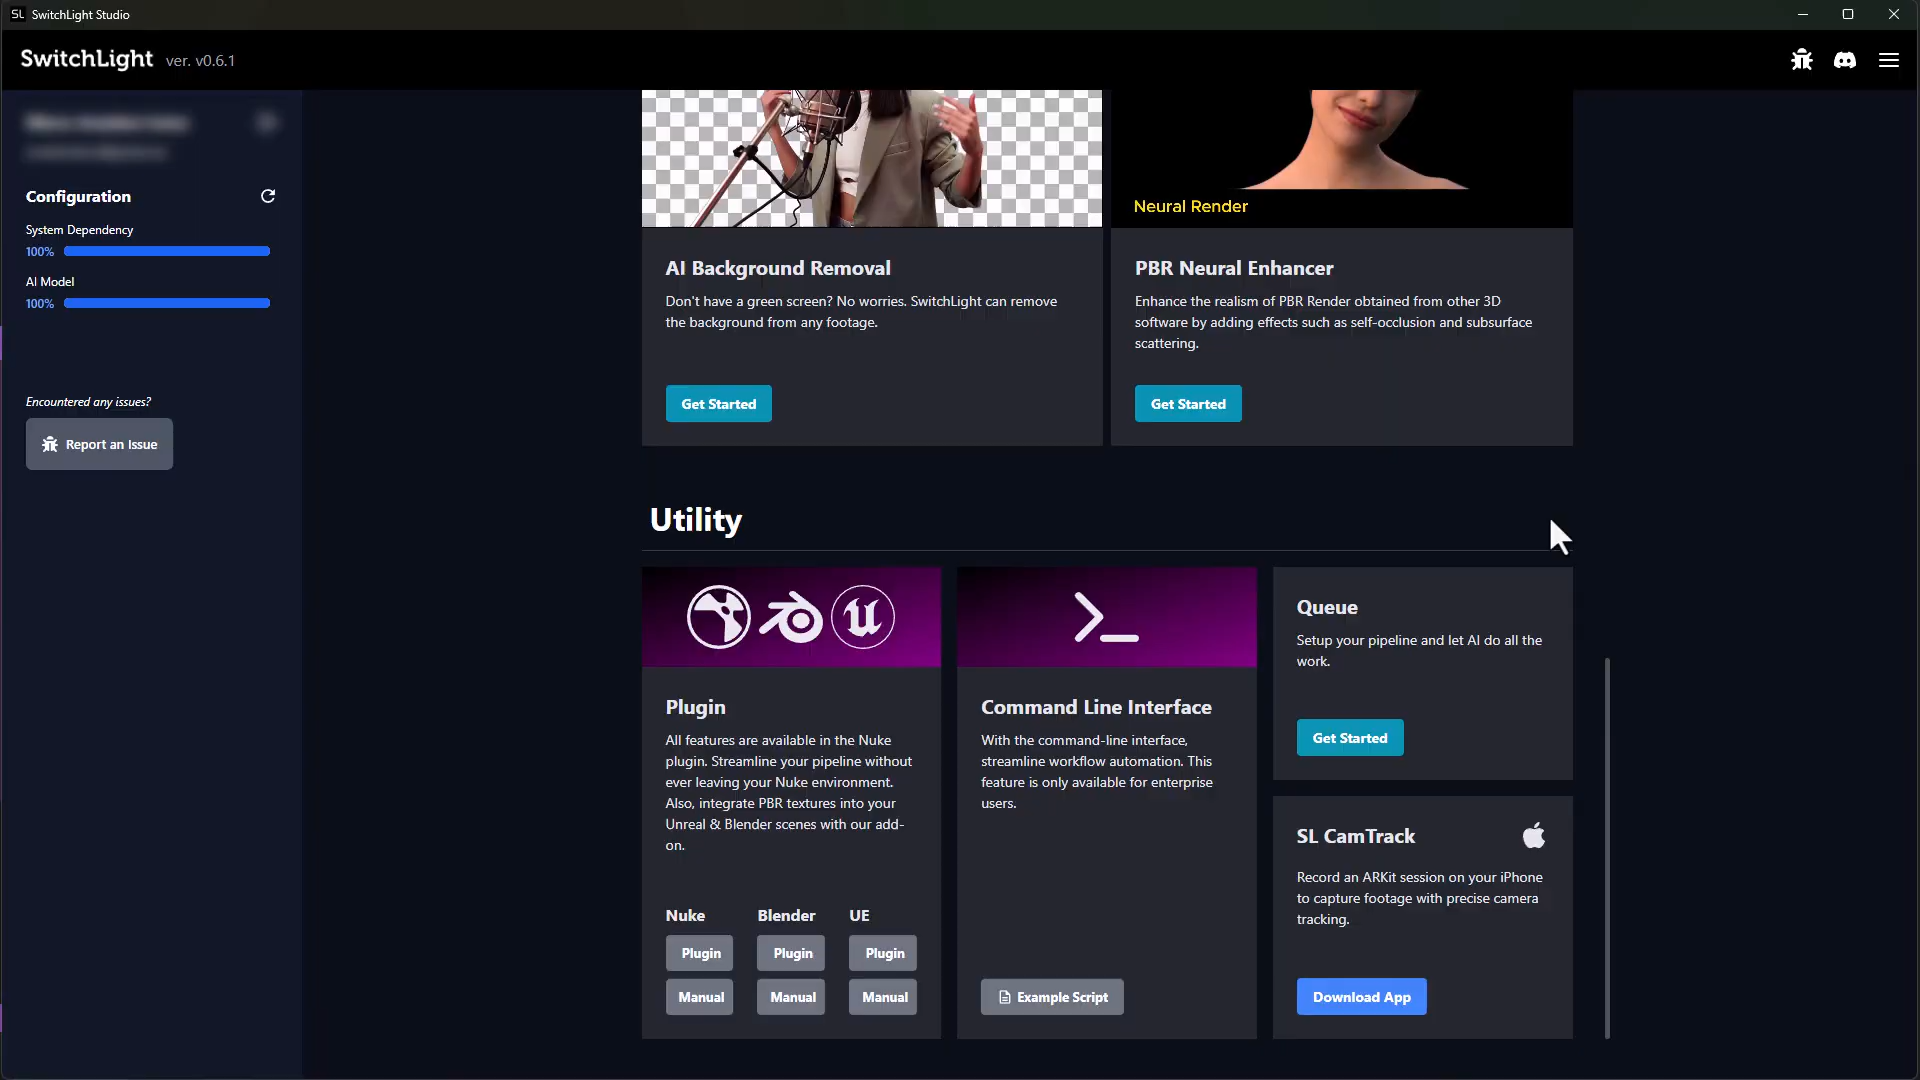 SL SwitchLight Studio
SwitchLight ver. v0.6.1
Configuration
System Dependency
100%
AI Model
100%
Encountered any issues?
Report an Issue
Neural Render
AI Background Removal
Don't have a green screen? No worries. SwitchLight can remove
the background from any footage.
Get Started
PBR Neural Enhancer
Enhance the realism of PBR Render obtained from other 3D
software by adding effects such as self-occlusion and subsurface
scattering.
Get Started
Utility
Plugin
All features are available in the Nuke
plugin. Streamline your pipeline without
ever leaving your Nuke environment.
Also, integrate PBR textures into your
Unreal & Blender scenes with our add-
on.
Nuke Blender UE
Plugin Plugin Plugin
Manual Manual Manual
Command Line Interface
With the command-line interface,
streamline workflow automation. This
feature is only available for enterprise
users.
Example Script
Queue
Setup your pipeline and let AI do all the
work.
Get Started
SL CamTrack
Record an ARKit session on your iPhone
to capture footage with precise camera
tracking.
Download App